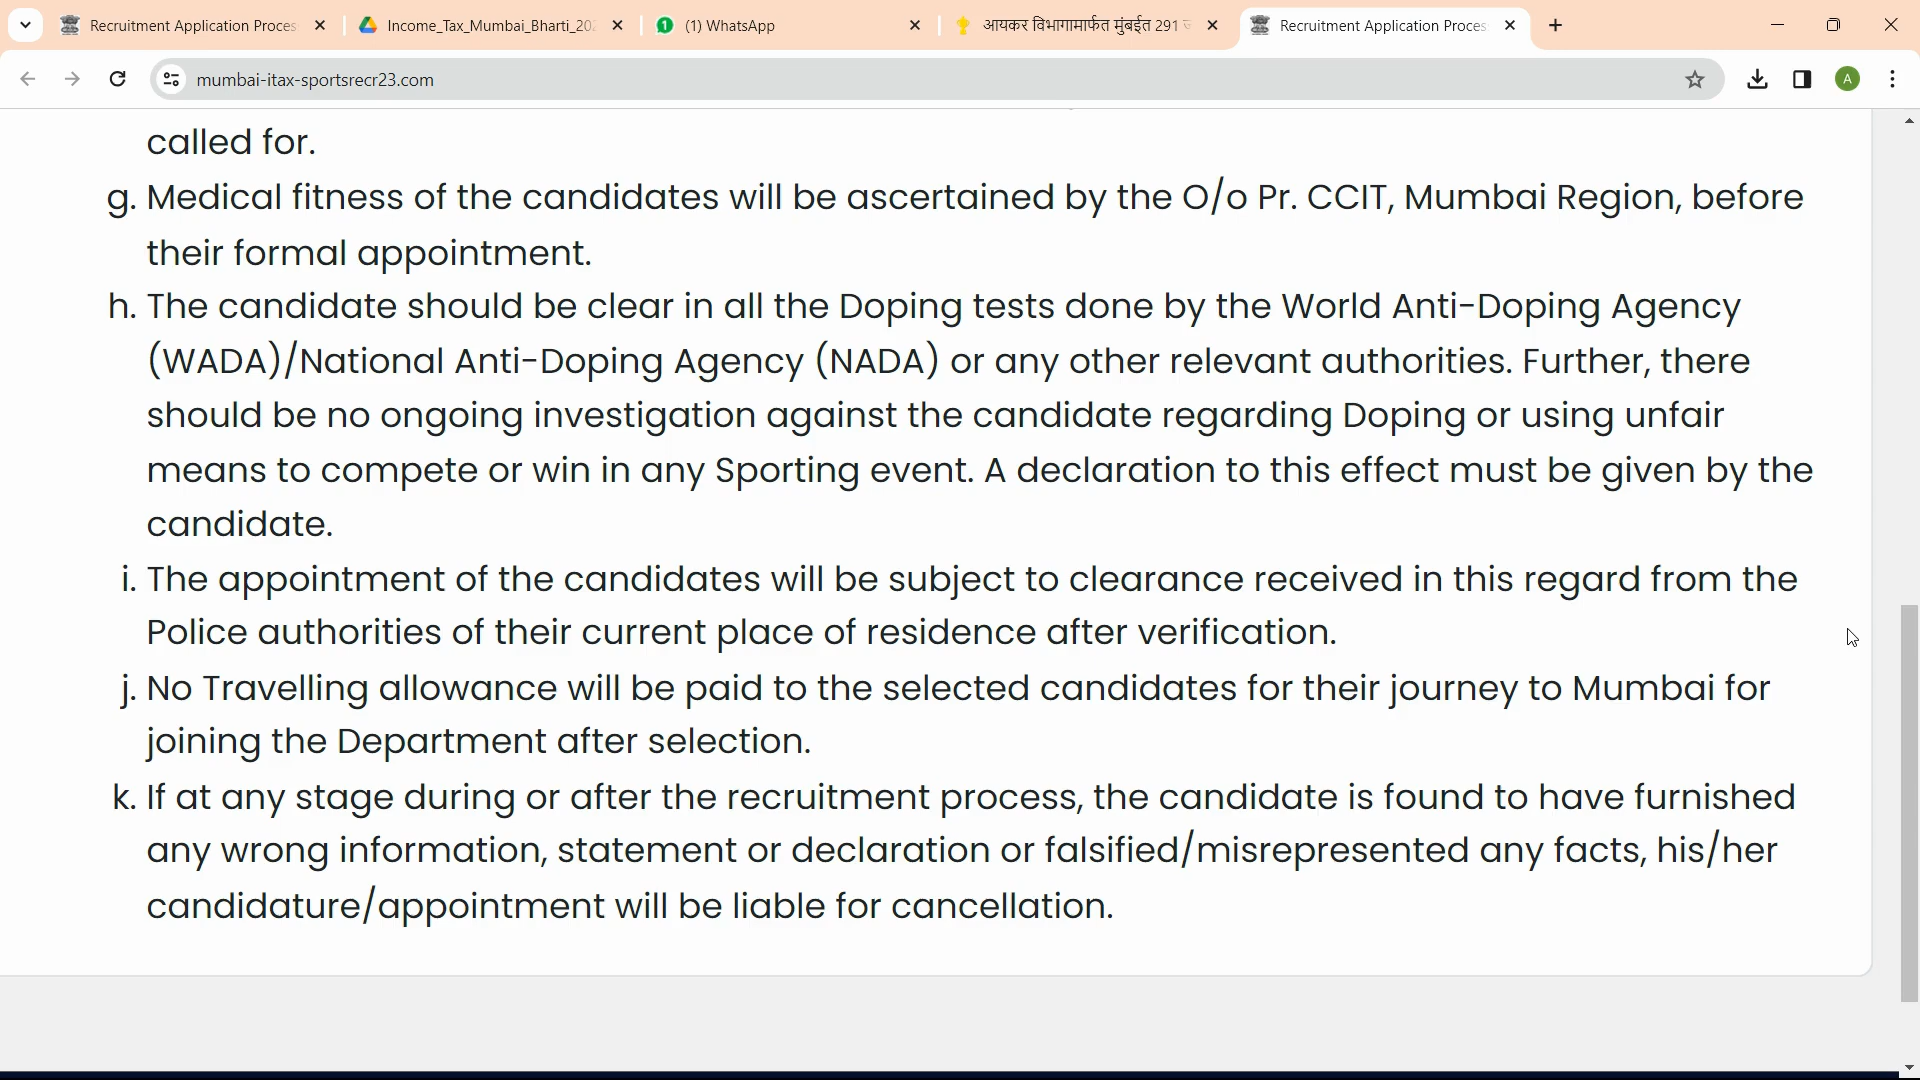 Recruitment Application Proces
Income_Tax_Mumbai_Bharti_202
(1) WhatsApp
आयकर विभागामार्फत मुंबईत 291
Recruitment Application Proces
mumbai-itax-sportsrecr23.com
A
called for.
g. Medical fitness of the candidates will be ascertained by the O/o Pr. CCIT, Mumbai Region, before
their formal appointment.
h. The candidate should be clear in all the Doping tests done by the World Anti-Doping Agency
(WADA)/National Anti-Doping Agency (NADA) or any other relevant authorities. Further, there
should be no ongoing investigation against the candidate regarding Doping or using unfair
means to compete or win in any Sporting event. A declaration to this effect must be given by the
candidate.
i. The appointment of the candidates will be subject to clearance received in this regard from the
Police authorities of their current place of residence after verification.
j. No Travelling allowance will be paid to the selected candidates for their journey to Mumbai for
joining the Department after selection.
k. If at any stage during or after the recruitment process, the candidate is found to have furnished
any wrong information, statement or declaration or falsified/misrepresented any facts, his/her
candidature/appointment will be liable for cancellation.